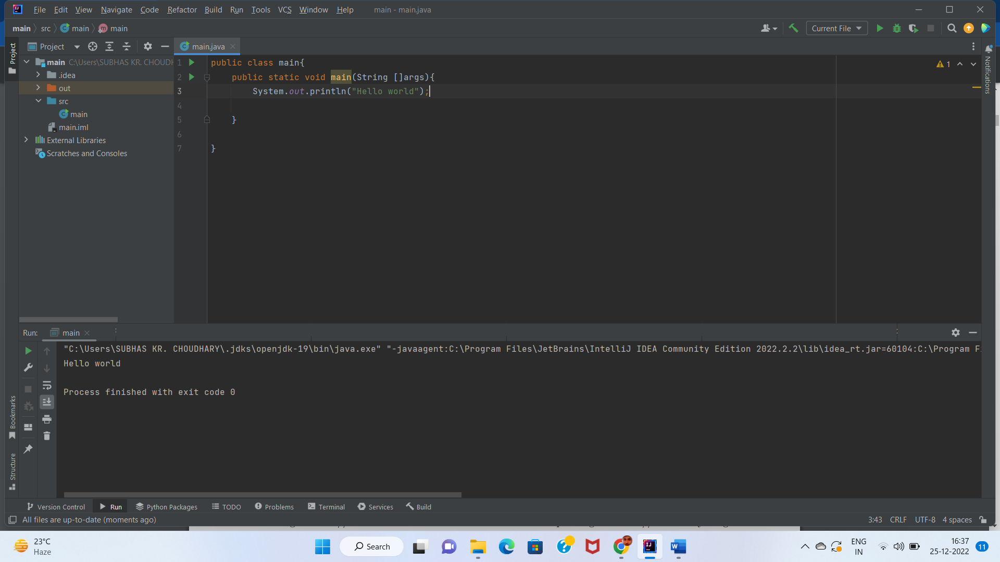 File Edit View Navigate Code Refactor Build Run Tools VCS Window Help main - main.java
main src main main
Current File
Project
Project
main.java
main C:\Users\SUBHAS KR. CHOUDH
.idea
out
src
main
main.iml
External Libraries
Scratches and Consoles
1 public class main{
2 public static void main(String []args){
3 System.out.println("Hello world");
4
5 }
6
7 }
1
Notifications
Run: main
"C:\Users\SUBHAS KR. CHOUDHARY\.jdks\openjdk-19\bin\java.exe" "-javaagent:C:\Program Files\JetBrains\IntelliJ IDEA Community Edition 2022.2.2\lib\idea_rt.jar=60104:C:\Program F
Hello world
Process finished with exit code 0
Bookmarks
Structure
Version Control Run Python Packages TODO Problems Terminal Services Build
All files are up-to-date (moments ago) 3:43 CRLF UTF-8 4 spaces
23°C
Haze
Search
ENG
IN
16:37
25-12-2022
11